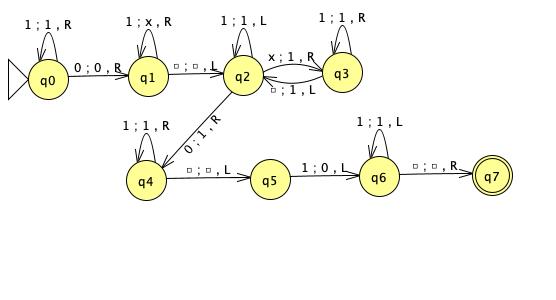 1;1,R
1;x,R
1;1,L
1;1,R
q0
0;0,R
q1
□;□,L
q2
x;1,R
□;1,L
q3
0;1,R
1;1,R
q4
□;□,L
q5
1;0,L
1;1,L
q6
□;□,R
q7